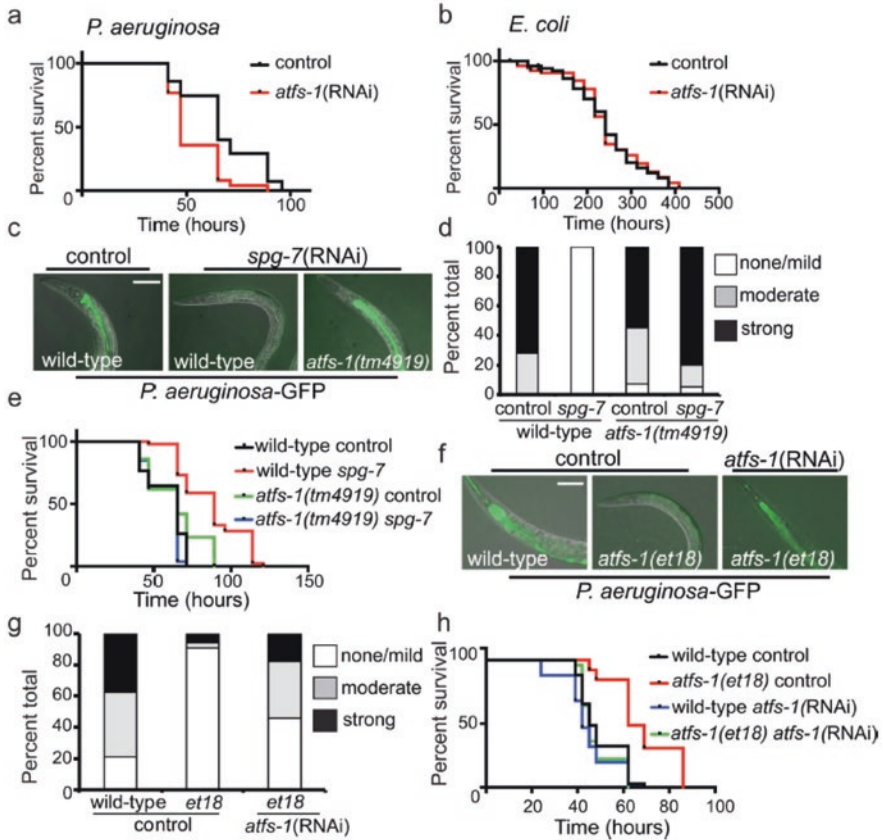 a
P. aeruginosa
Percent survival
100
50
0
control
atfs-1(RNAi)
50
100
Time (hours)
b
E. coli
Percent survival
100
50
0
control
atfs-1(RNAi)
100 200 300 400 500
Time (hours)
c
control
spg-7(RNAi)
wild-type
wild-type
atfs-1(tm4919)
P. aeruginosa-GFP
d
Percent total
100
80
60
40
20
0
none/mild
moderate
strong
control spg-7 control spg-7
wild-type atfs-1(tm4919)
e
Percent survival
100
50
0
wild-type control
wild-type spg-7
atfs-1(tm4919) control
atfs-1(tm4919) spg-7
50 100 150
Time (hours)
f
control
atfs-1(RNAi)
wild-type
atfs-1(et18)
atfs-1(et18)
P. aeruginosa-GFP
g
Percent total
100
80
60
40
20
0
none/mild
moderate
strong
wild-type et18 et18
control atfs-1(RNAi)
h
Percent survival
100
50
0
wild-type control
atfs-1(et18) control
wild-type atfs-1(RNAi)
atfs-1(et18) atfs-1(RNAi)
20 40 60 80 100
Time (hours)